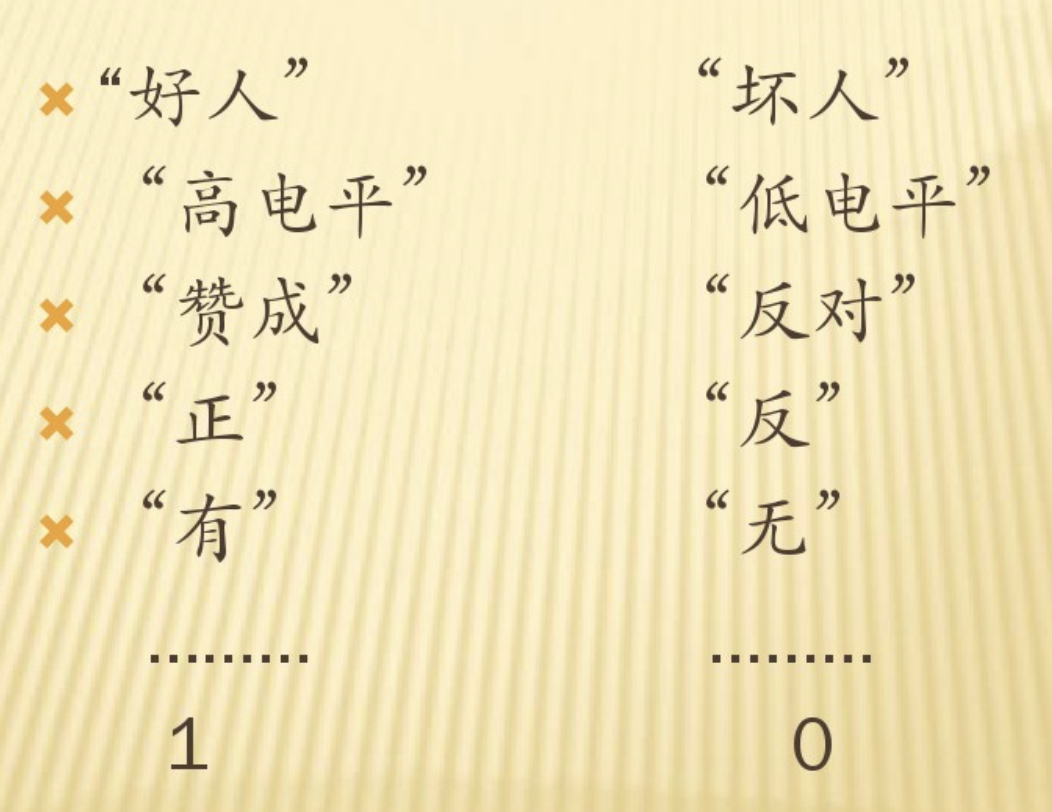 “好人” “坏人”
“高电平” “低电平”
“赞成” “反对”
“正” “反”
“有” “无”
……… ………
1 0